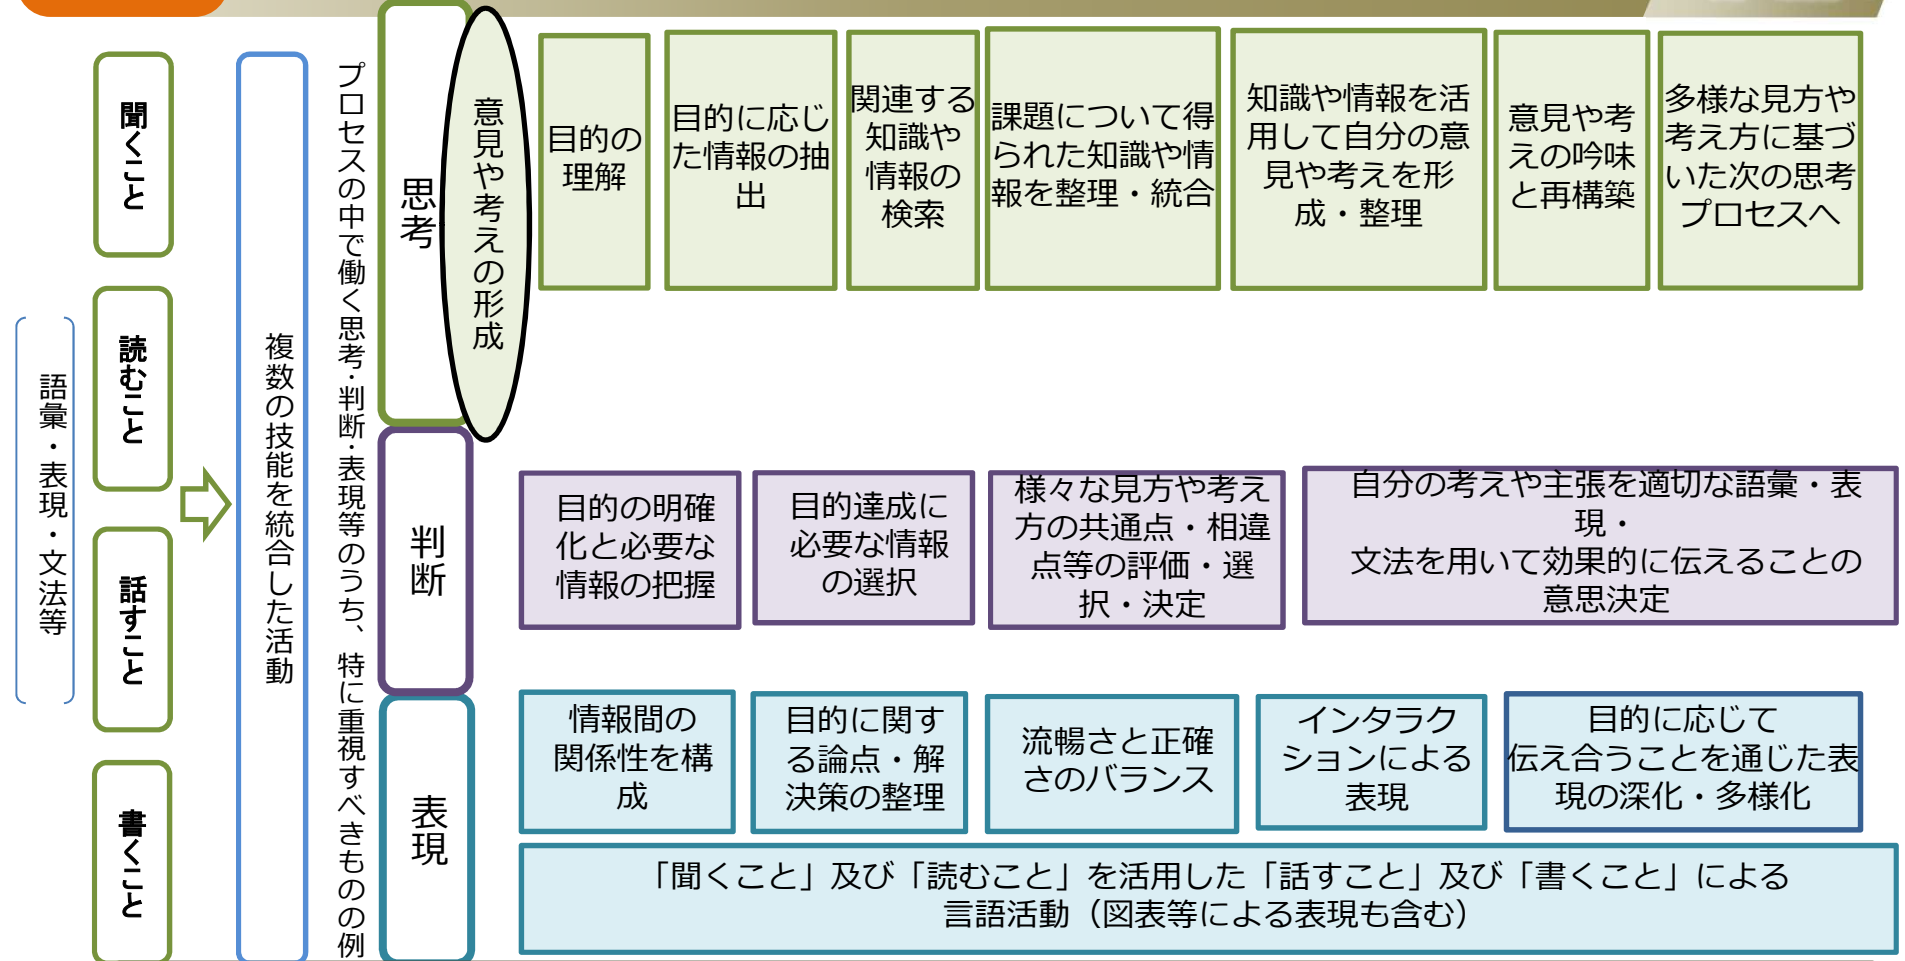 語彙・表現・文法等
聞くこと
読むこと
話すこと
書くこと
複数の技能を統合した活動
プロセスの中で働く思考・判断・表現等のうち、特に重視すべきものの例
思考
意見や考えの形成
目的の
理解
目的に応じ
た情報の抽
出
関連する
知識や
情報の
検索
課題について得
られた知識や情
報を整理・統合
知識や情報を活
用して自分の意
見や考えを形
成・整理
意見や考
えの吟味
と再構築
多様な見方や
考え方に基づ
いた次の思考
プロセスへ
判断
目的の明確
化と必要な
情報の把握
目的達成に
必要な情報
の選択
様々な見方や考え
方の共通点・相違
点等の評価・選
択・決定
自分の考えや主張を適切な語彙・表
現・
文法を用いて効果的に伝えることの
意思決定
表現
情報間の
関係性を構
成
目的に関す
る論点・解
決策の整理
流暢さと正確
さのバランス
インタラク
ションによる
表現
目的に応じて
伝え合うことを通じた表
現の深化・多様化
「聞くこと」及び「読むこと」を活用した「話すこと」及び「書くこと」による
言語活動（図表等による表現も含む）